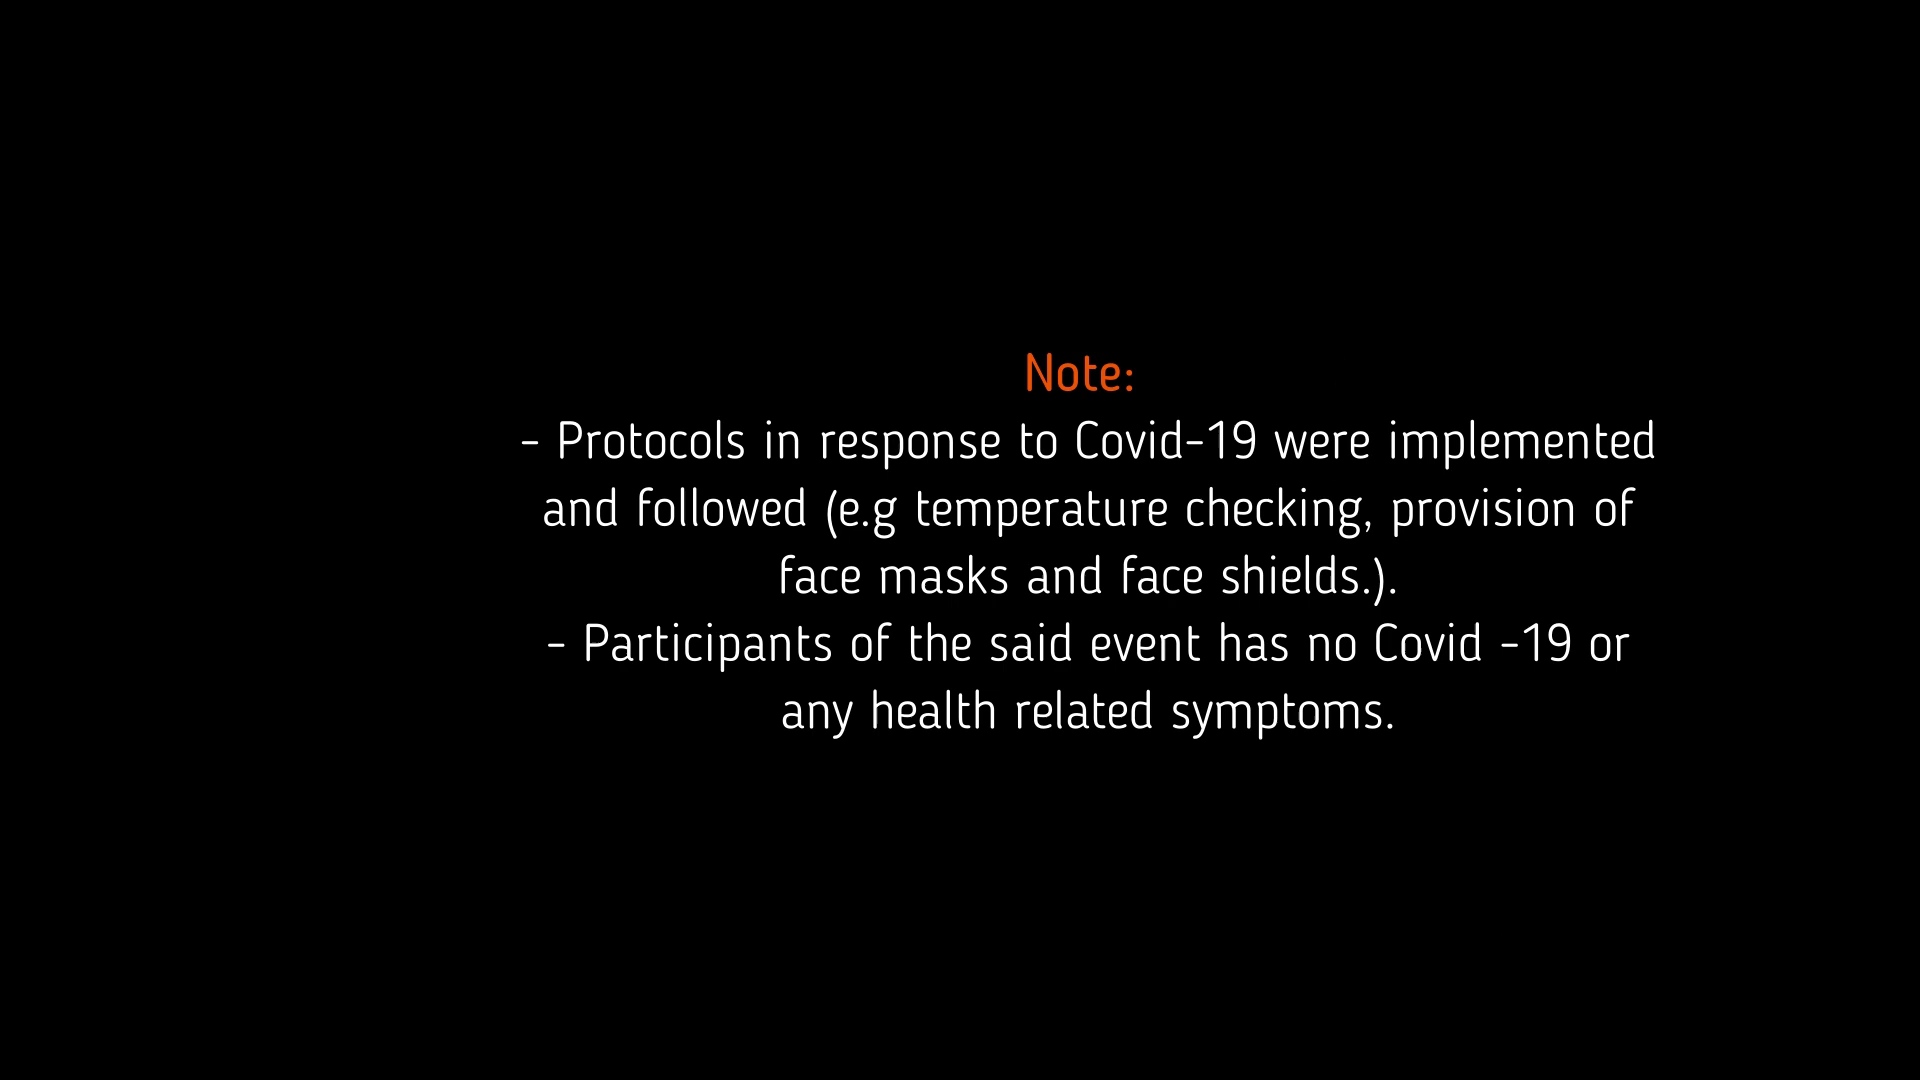 Note:
- Protocols in response to Covid-19 were implemented
and followed (e.g temperature checking, provision of
face masks and face shields.).
- Participants of the said event has no Covid -19 or
any health related symptoms.